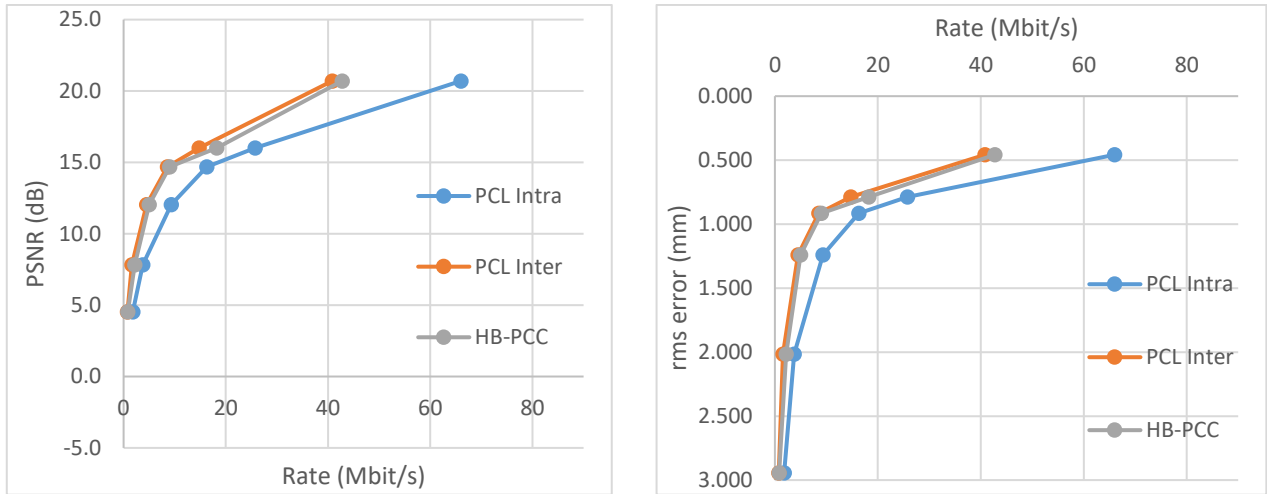 25.0
20.0
15.0
10.0
5.0
0.0
-5.0
PSNR (dB)
0 20 40 60 80
Rate (Mbit/s)
PCL Intra
PCL Inter
HB-PCC
Rate (Mbit/s)
0 20 40 60 80
0.000
0.500
1.000
1.500
2.000
2.500
3.000
rms error (mm)
PCL Intra
PCL Inter
HB-PCC